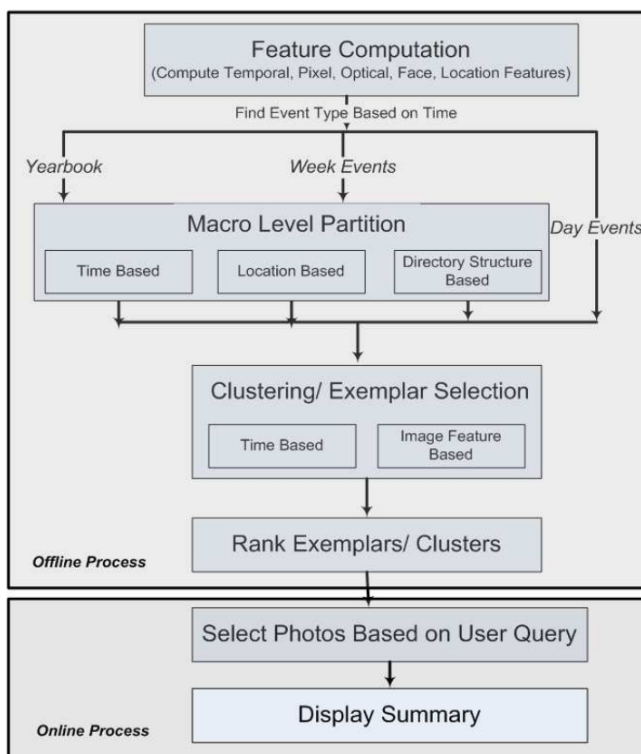 Feature Computation
(Compute Temporal, Pixel, Optical, Face, Location Features)
Find Event Type Based on Time
Yearbook
Week Events
Day Events
Macro Level Partition
Time Based
Location Based
Directory Structure
Based
Clustering/ Exemplar Selection
Time Based
Image Feature
Based
Rank Exemplars/ Clusters
Offline Process
Select Photos Based on User Query
Display Summary
Online Process